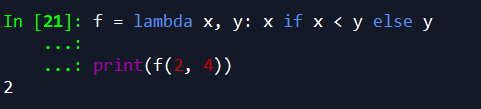 In [21]: f = lambda x, y: x if x < y else y
...:
...: print(f(2, 4))
2